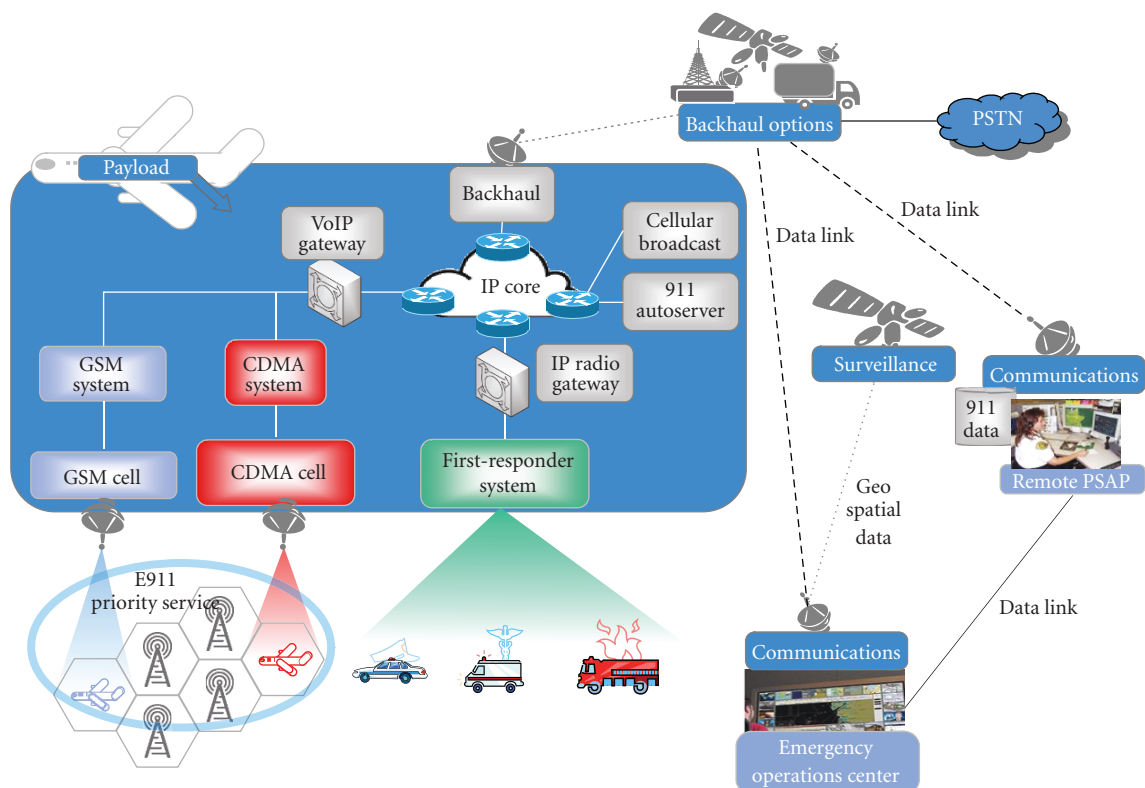 Payload
Backhaul options
PSTN
Backhaul
VoIP
gateway
Cellular
broadcast
IP core
911
autoserver
Data link
Data link
GSM
system
CDMA
system
IP radio
gateway
Surveillance
Communications
911
data
GSM cell
CDMA cell
First-responder
system
Remote PSAP
Geo
spatial
data
E911
priority service
Data link
Communications
Emergency
operations center